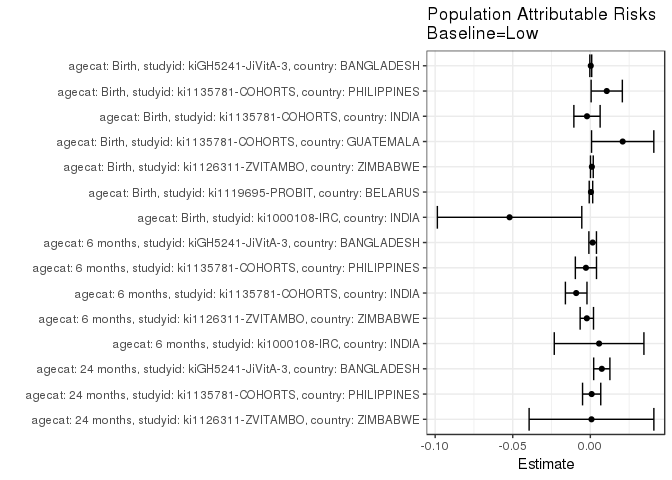 Population Attributable Risks
Baseline=Low
agecat: Birth, studyid: kiGH5241-JiVitA-3, country: BANGLADESH
agecat: Birth, studyid: ki1135781-COHORTS, country: PHILIPPINES
agecat: Birth, studyid: ki1135781-COHORTS, country: INDIA
agecat: Birth, studyid: ki1135781-COHORTS, country: GUATEMALA
agecat: Birth, studyid: ki1126311-ZVITAMBO, country: ZIMBABWE
agecat: Birth, studyid: ki1119695-PROBIT, country: BELARUS
agecat: Birth, studyid: ki1000108-IRC, country: INDIA
agecat: 6 months, studyid: kiGH5241-JiVitA-3, country: BANGLADESH
agecat: 6 months, studyid: ki1135781-COHORTS, country: PHILIPPINES
agecat: 6 months, studyid: ki1135781-COHORTS, country: INDIA
agecat: 6 months, studyid: ki1126311-ZVITAMBO, country: ZIMBABWE
agecat: 6 months, studyid: ki1000108-IRC, country: INDIA
agecat: 24 months, studyid: kiGH5241-JiVitA-3, country: BANGLADESH
agecat: 24 months, studyid: ki1135781-COHORTS, country: PHILIPPINES
agecat: 24 months, studyid: ki1126311-ZVITAMBO, country: ZIMBABWE
-0.10 -0.05 0.00
Estimate